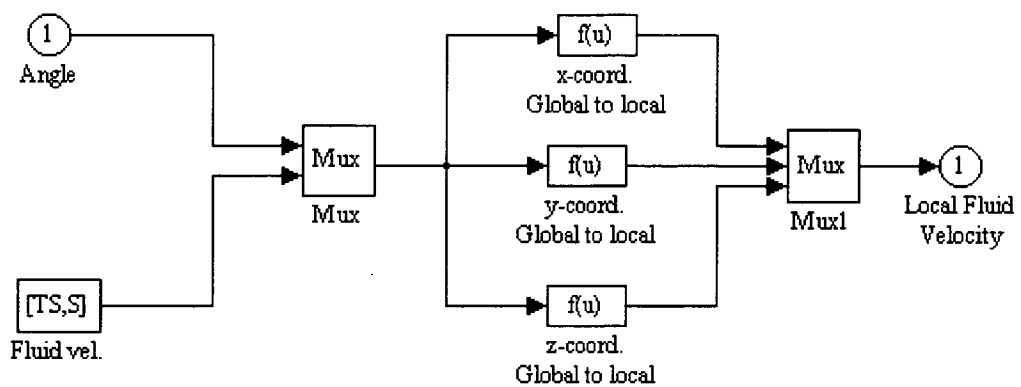 1
Angle
[TS,S]
Fluid vel.
Mux
Mux
f(u)
x-coord.
Global to local
f(u)
y-coord.
Global to local
f(u)
z-coord.
Global to local
Mux
Mux1
1
Local Fluid
Velocity